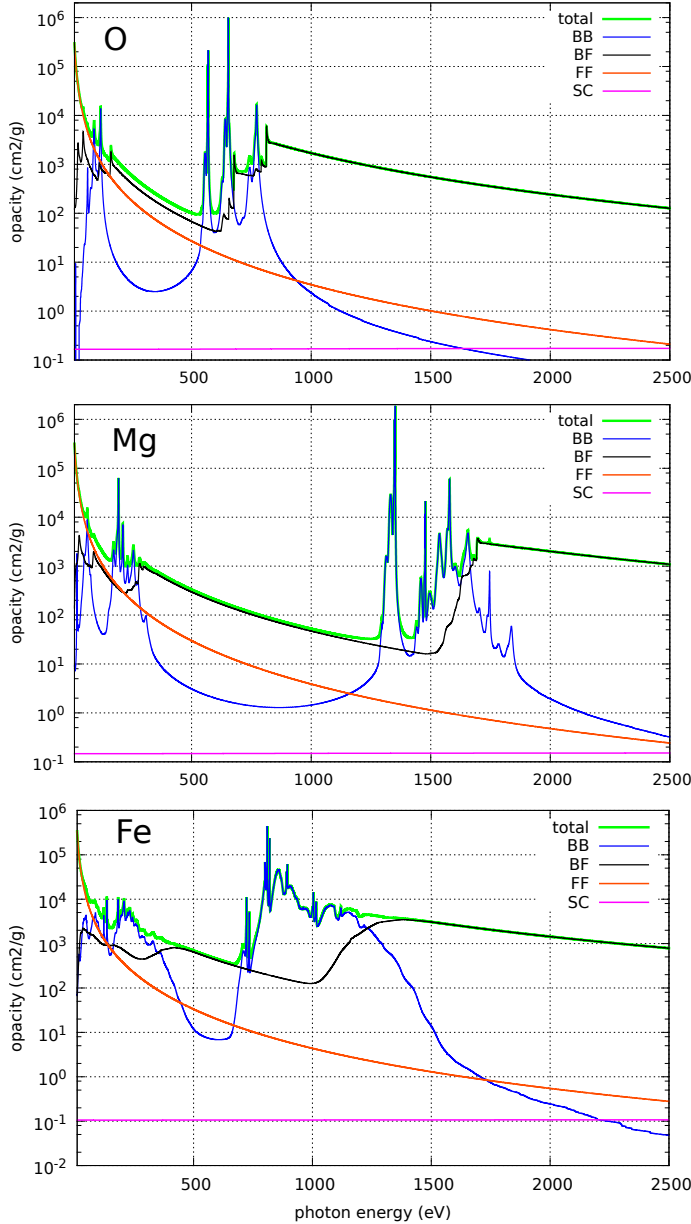 O
total
BB
BF
FF
SC
opacity (cm2/g)
10^6
10^5
10^4
10^3
10^2
10^1
10^0
10^-1
500 1000 1500 2000 2500
Mg
total
BB
BF
FF
SC
opacity (cm2/g)
10^6
10^5
10^4
10^3
10^2
10^1
10^0
10^-1
500 1000 1500 2000 2500
Fe
total
BB
BF
FF
SC
opacity (cm2/g)
10^6
10^5
10^4
10^3
10^2
10^1
10^0
10^-1
10^-2
500 1000 1500 2000 2500
photon energy (eV)